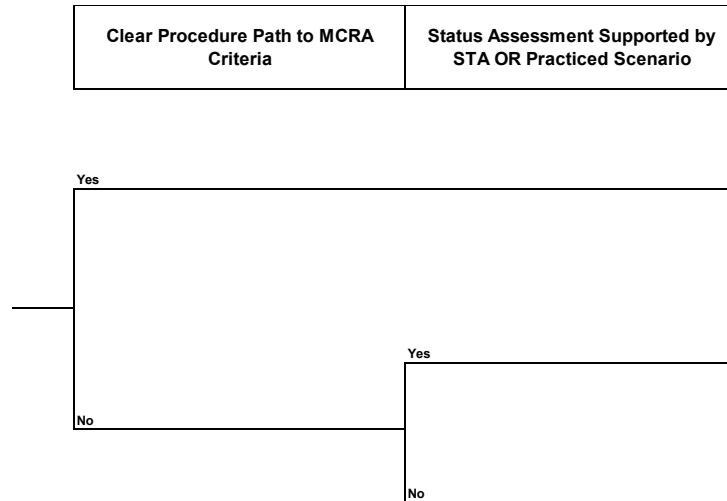 Clear Procedure Path to MCRA
Criteria
Status Assessment Supported by
STA OR Practiced Scenario
Yes
Yes
No
No